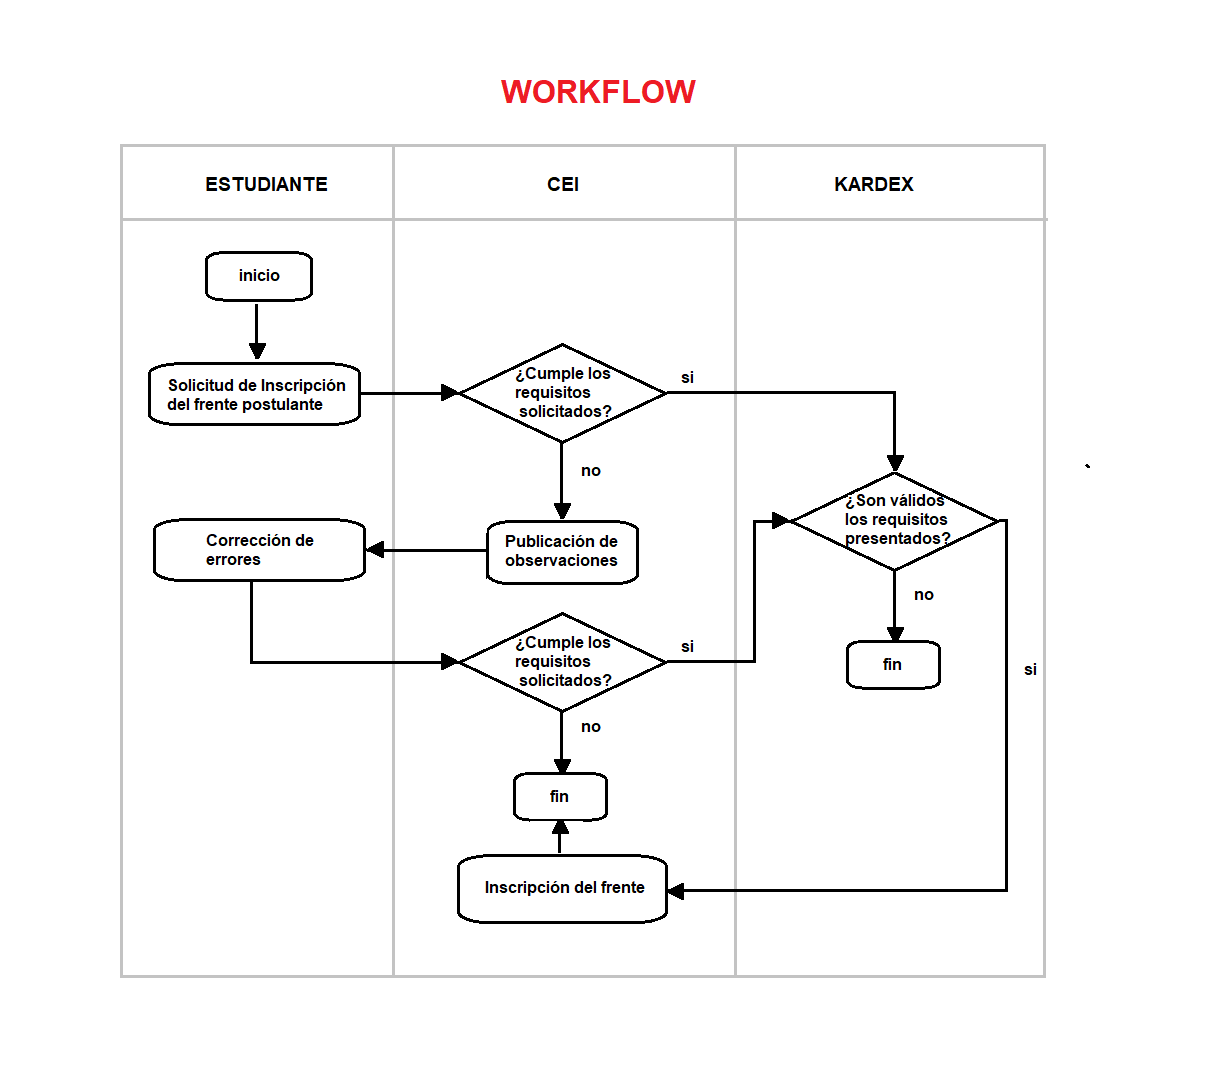 WORKFLOW
ESTUDIANTE
CEI
KARDEX
inicio
Solicitud de Inscripción
del frente postulante
¿Cumple los
requisitos
solicitados?
si
no
¿Son válidos
los requisitos
presentados?
Corrección de
errores
Publicación de
observaciones
no
¿Cumple los
requisitos
solicitados?
si
fin
si
no
fin
Inscripción del frente